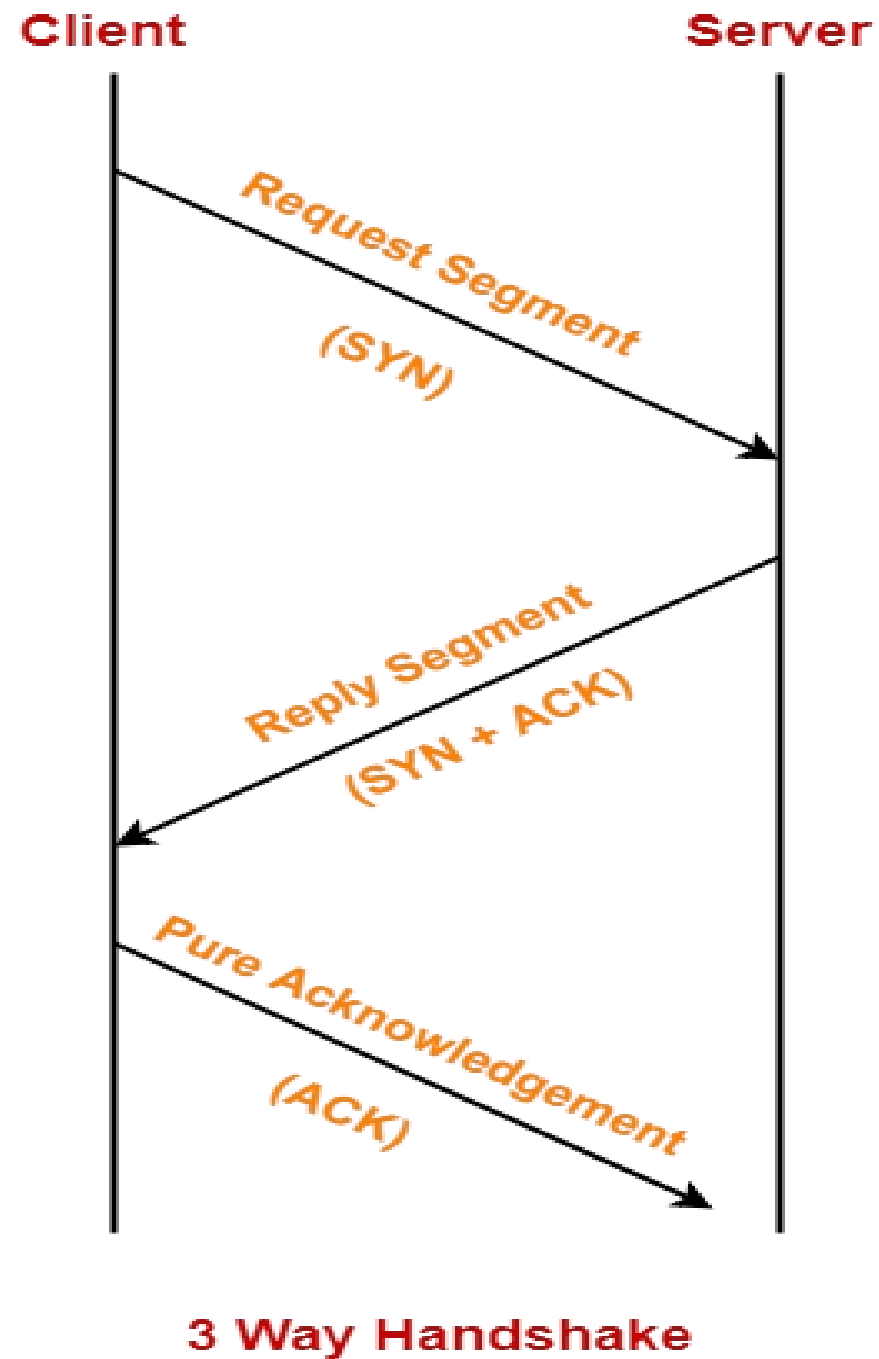 Client
Server
Request Segment
(SYN)
Reply Segment
(SYN + ACK)
Pure Acknowledgement
(ACK)
3 Way Handshake